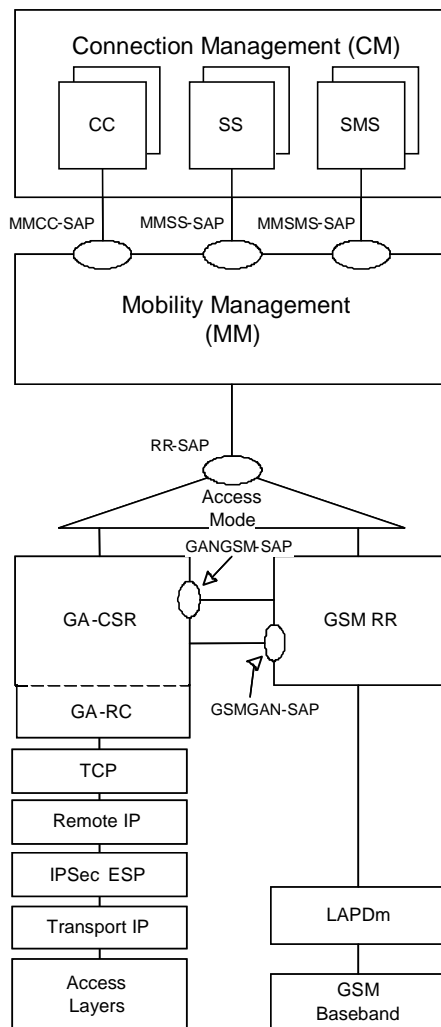 Connection Management (CM)
CC
SS
SMS
MMCC-SAP
MMSS-SAP
MMSMS-SAP
Mobility Management
(MM)
RR-SAP
Access
Mode
GANGSM-SAP
GA-CSR
GSM RR
GSMGAN-SAP
GA-RC
TCP
Remote IP
IPSec ESP
Transport IP
LAPDm
Access
Layers
GSM
Baseband